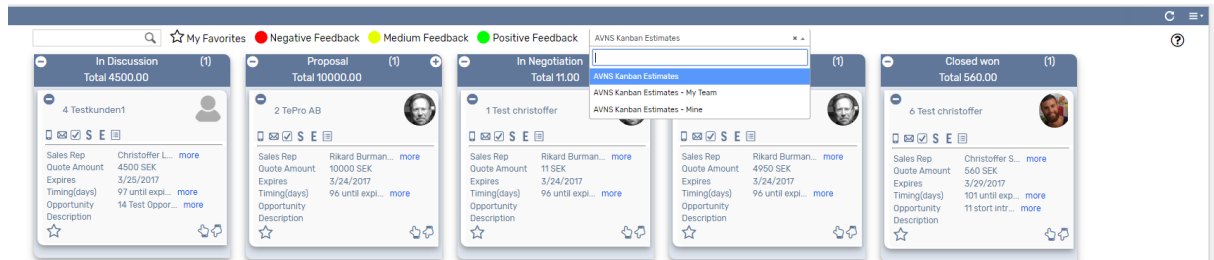 My Favorites Negative Feedback Medium Feedback Positive Feedback AVNS Kanban Estimates
AVNS Kanban Estimates
AVNS Kanban Estimates - My Team
AVNS Kanban Estimates - Mine
In Discussion (1)
Total 4500.00
4 Testkunden1
S E
Sales Rep Christoffer L... more
Quote Amount 4500 SEK
Expires 3/25/2017
Timing(days) 97 until expi... more
Opportunity 14 Test Oppor... more
Description
Proposal (1)
Total 10000.00
2 TePro AB
S E
Sales Rep Rikard Burman... more
Quote Amount 10000 SEK
Expires 3/24/2017
Timing(days) 96 until expi... more
Opportunity
Description
In Negotiation
Total 11.00
1 Test christoffer
S E
Sales Rep Rikard Burman... more
Quote Amount 11 SEK
Expires 3/24/2017
Timing(days) 96 until expi... more
Opportunity
Description
(1)
S E
Sales Rep Rikard Burman... more
Quote Amount 4950 SEK
Expires 3/24/2017
Timing(days) 96 until expi... more
Opportunity
Description
Closed won (1)
Total 560.00
6 Test christoffer
S E
Sales Rep Christoffer S... more
Quote Amount 560 SEK
Expires 3/29/2017
Timing(days) 101 until exp... more
Opportunity 11 stort intr... more
Description